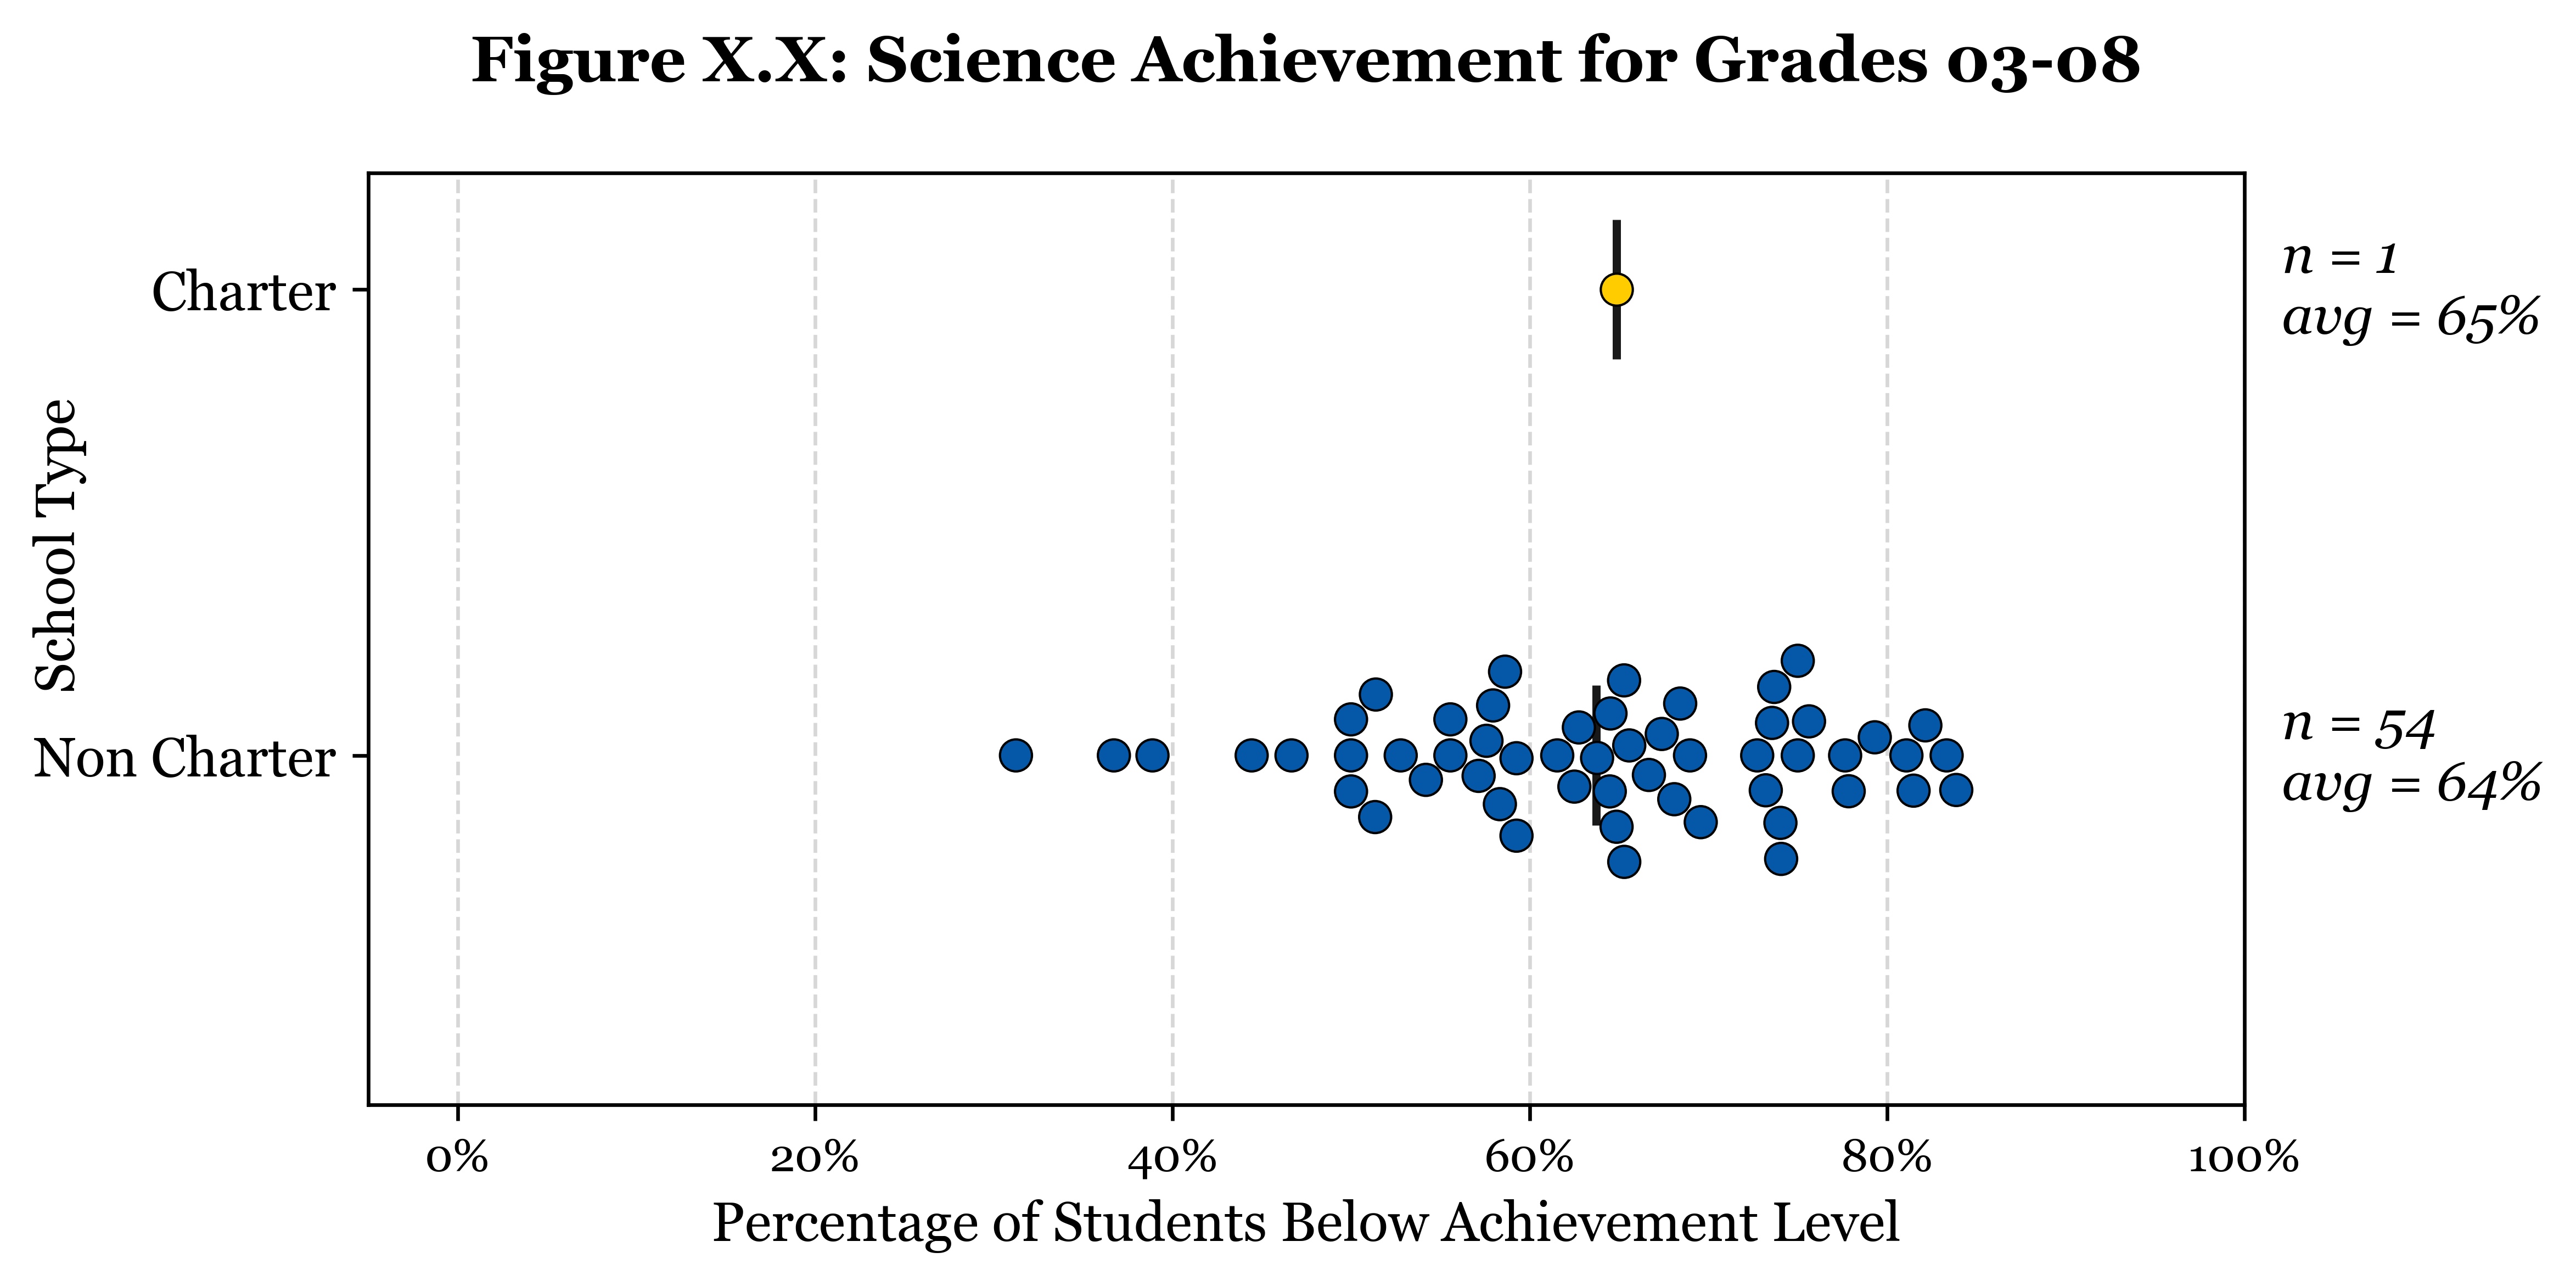 Figure X.X: Science Achievement for Grades 03-08
School Type
Charter
n = 1
avg = 65%
Non Charter
n = 54
avg = 64%
0% 20% 40% 60% 80% 100%
Percentage of Students Below Achievement Level